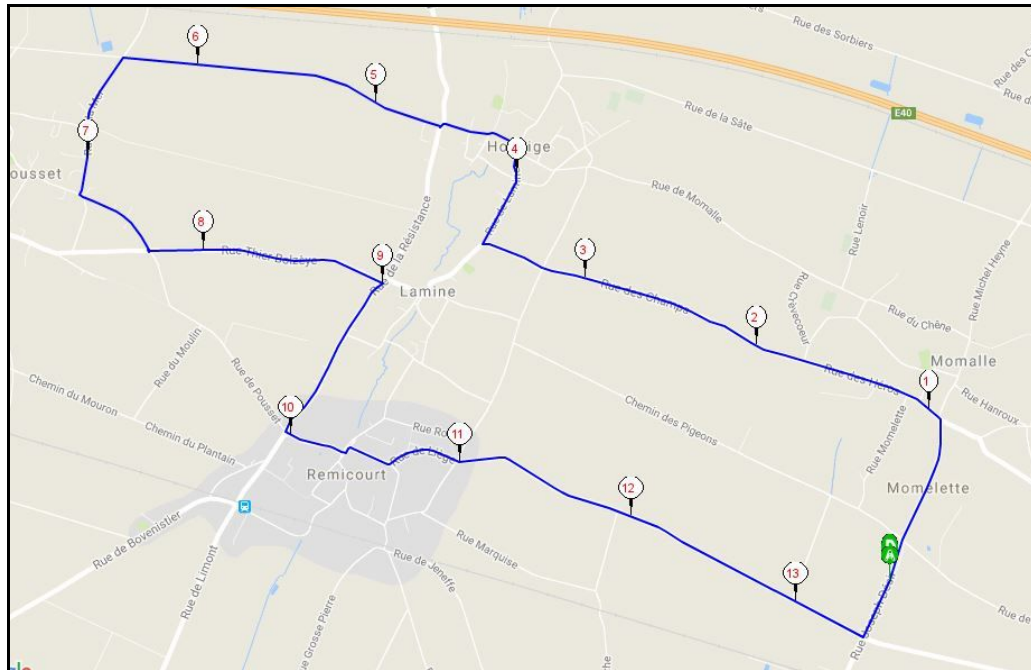 Rue des Sorbiers
6
5
Rue de la Sâte
E40
7
4
ousset
Rue de Momalle
Rue Lenoir
Rue Michel Heyne
8
Rue Thier Bolzèye
Rue de la Résistance
9
Lamine
3
Rue des Champs
Rue Crèvecoeur
Rue du Chêne
2
Momalle
Rue du Moulin
Rue des Héros
1
Rue Hanroux
Chemin du Mouron
Rue de Pousset
Chemin des Pigeons
Rue Momelette
10
Chemin du Plantain
11
Rue de Liège
Remicourt
Momelette
12
Rue de Bovenistier
Rue de Limont
Rue Marquise
Rue de Jeneffe
13
Rue Grosse Pierre
Rue Joseph